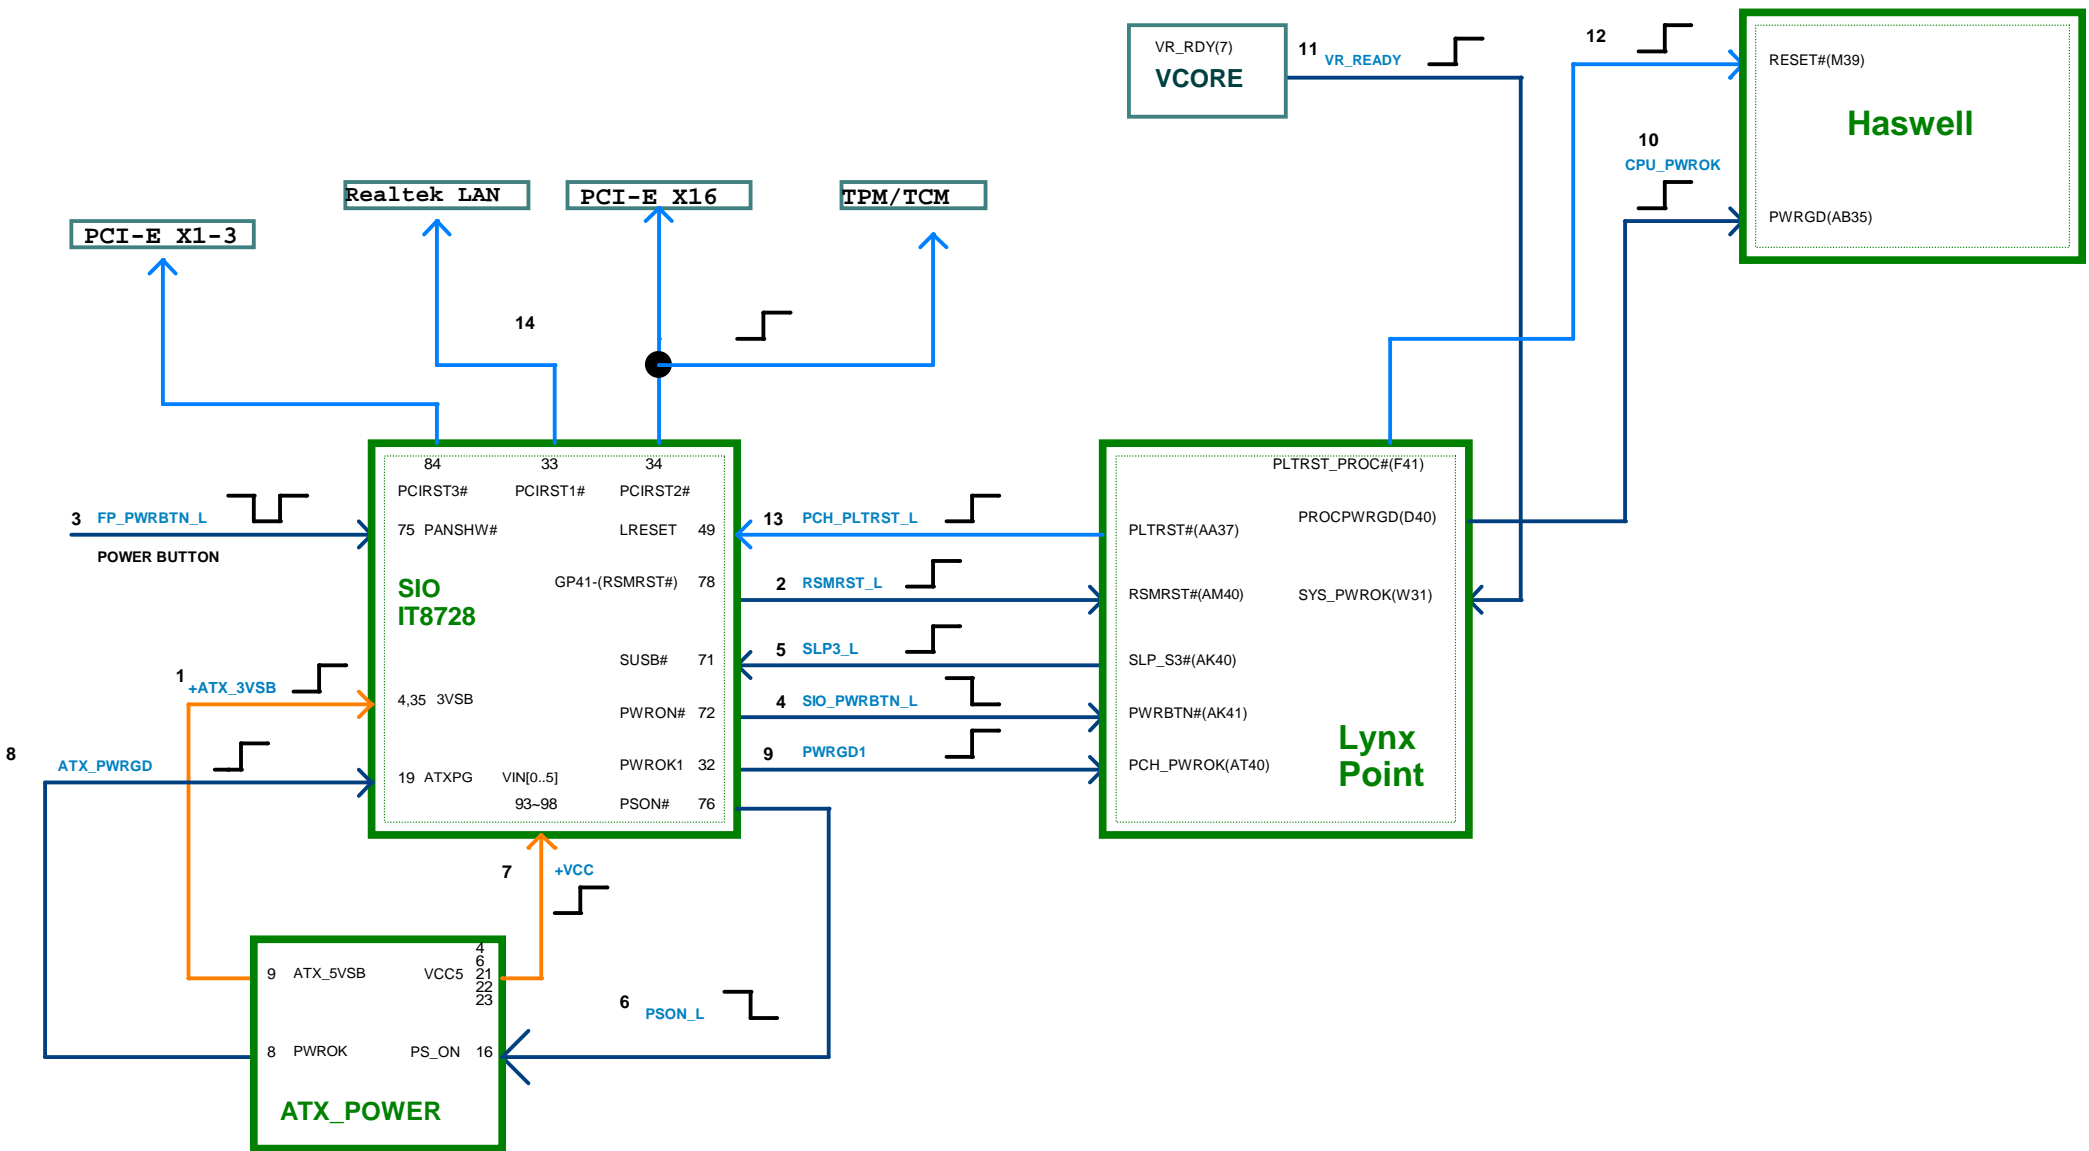 VR_RDY(7)
VCORE
11
VR_READY
12
RESET#(M39)
Haswell
10
CPU_PWROK
PWRGD(AB35)
Realtek LAN
PCI-E X16
TPM/TCM
PCI-E X1-3
14
84
33
34
PCIRST3#
PCIRST1#
PCIRST2#
3
FP_PWRBTN_L
POWER BUTTON
75 PANSHW#
LRESET 49
GP41-(RSMRST#) 78
SIO
IT8728
SUSB# 71
1
+ATX_3VSB
4,35 3VSB
PWRON# 72
8
ATX_PWRGD
19 ATXPG
VIN[0..5]
93~98
PWROK1 32
PSON# 76
13 PCH_PLTRST_L
2 RSMRST_L
5 SLP3_L
4 SIO_PWRBTN_L
9 PWRGD1
PLTRST_PROC#(F41)
PLTRST#(AA37)
PROCPWRGD(D40)
RSMRST#(AM40)
SYS_PWROK(W31)
SLP_S3#(AK40)
PWRBTN#(AK41)
Lynx
Point
PCH_PWROK(AT40)
7
+VCC
4
6
9 ATX_5VSB
VCC5 21
22
23
6
PSON_L
8 PWROK
PS_ON 16
ATX_POWER